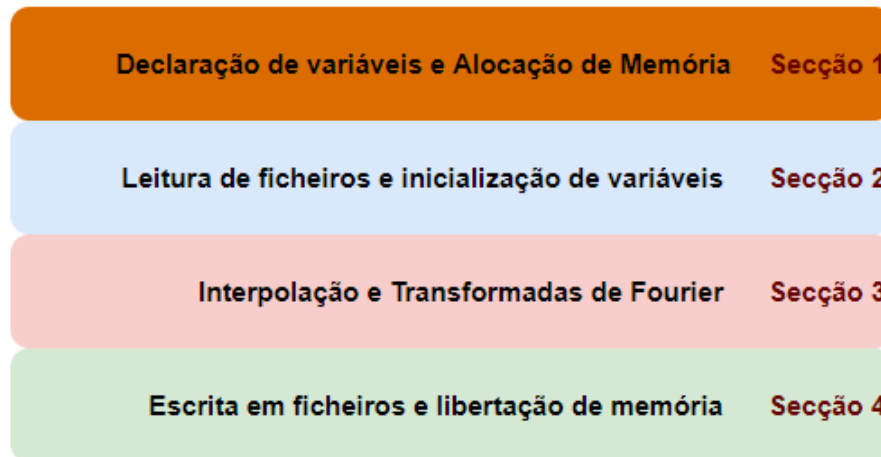 Declaração de variáveis e Alocação de Memória Secção 1
Leitura de ficheiros e inicialização de variáveis Secção 2
Interpolação e Transformadas de Fourier Secção 3
Escrita em ficheiros e libertação de memória Secção 4